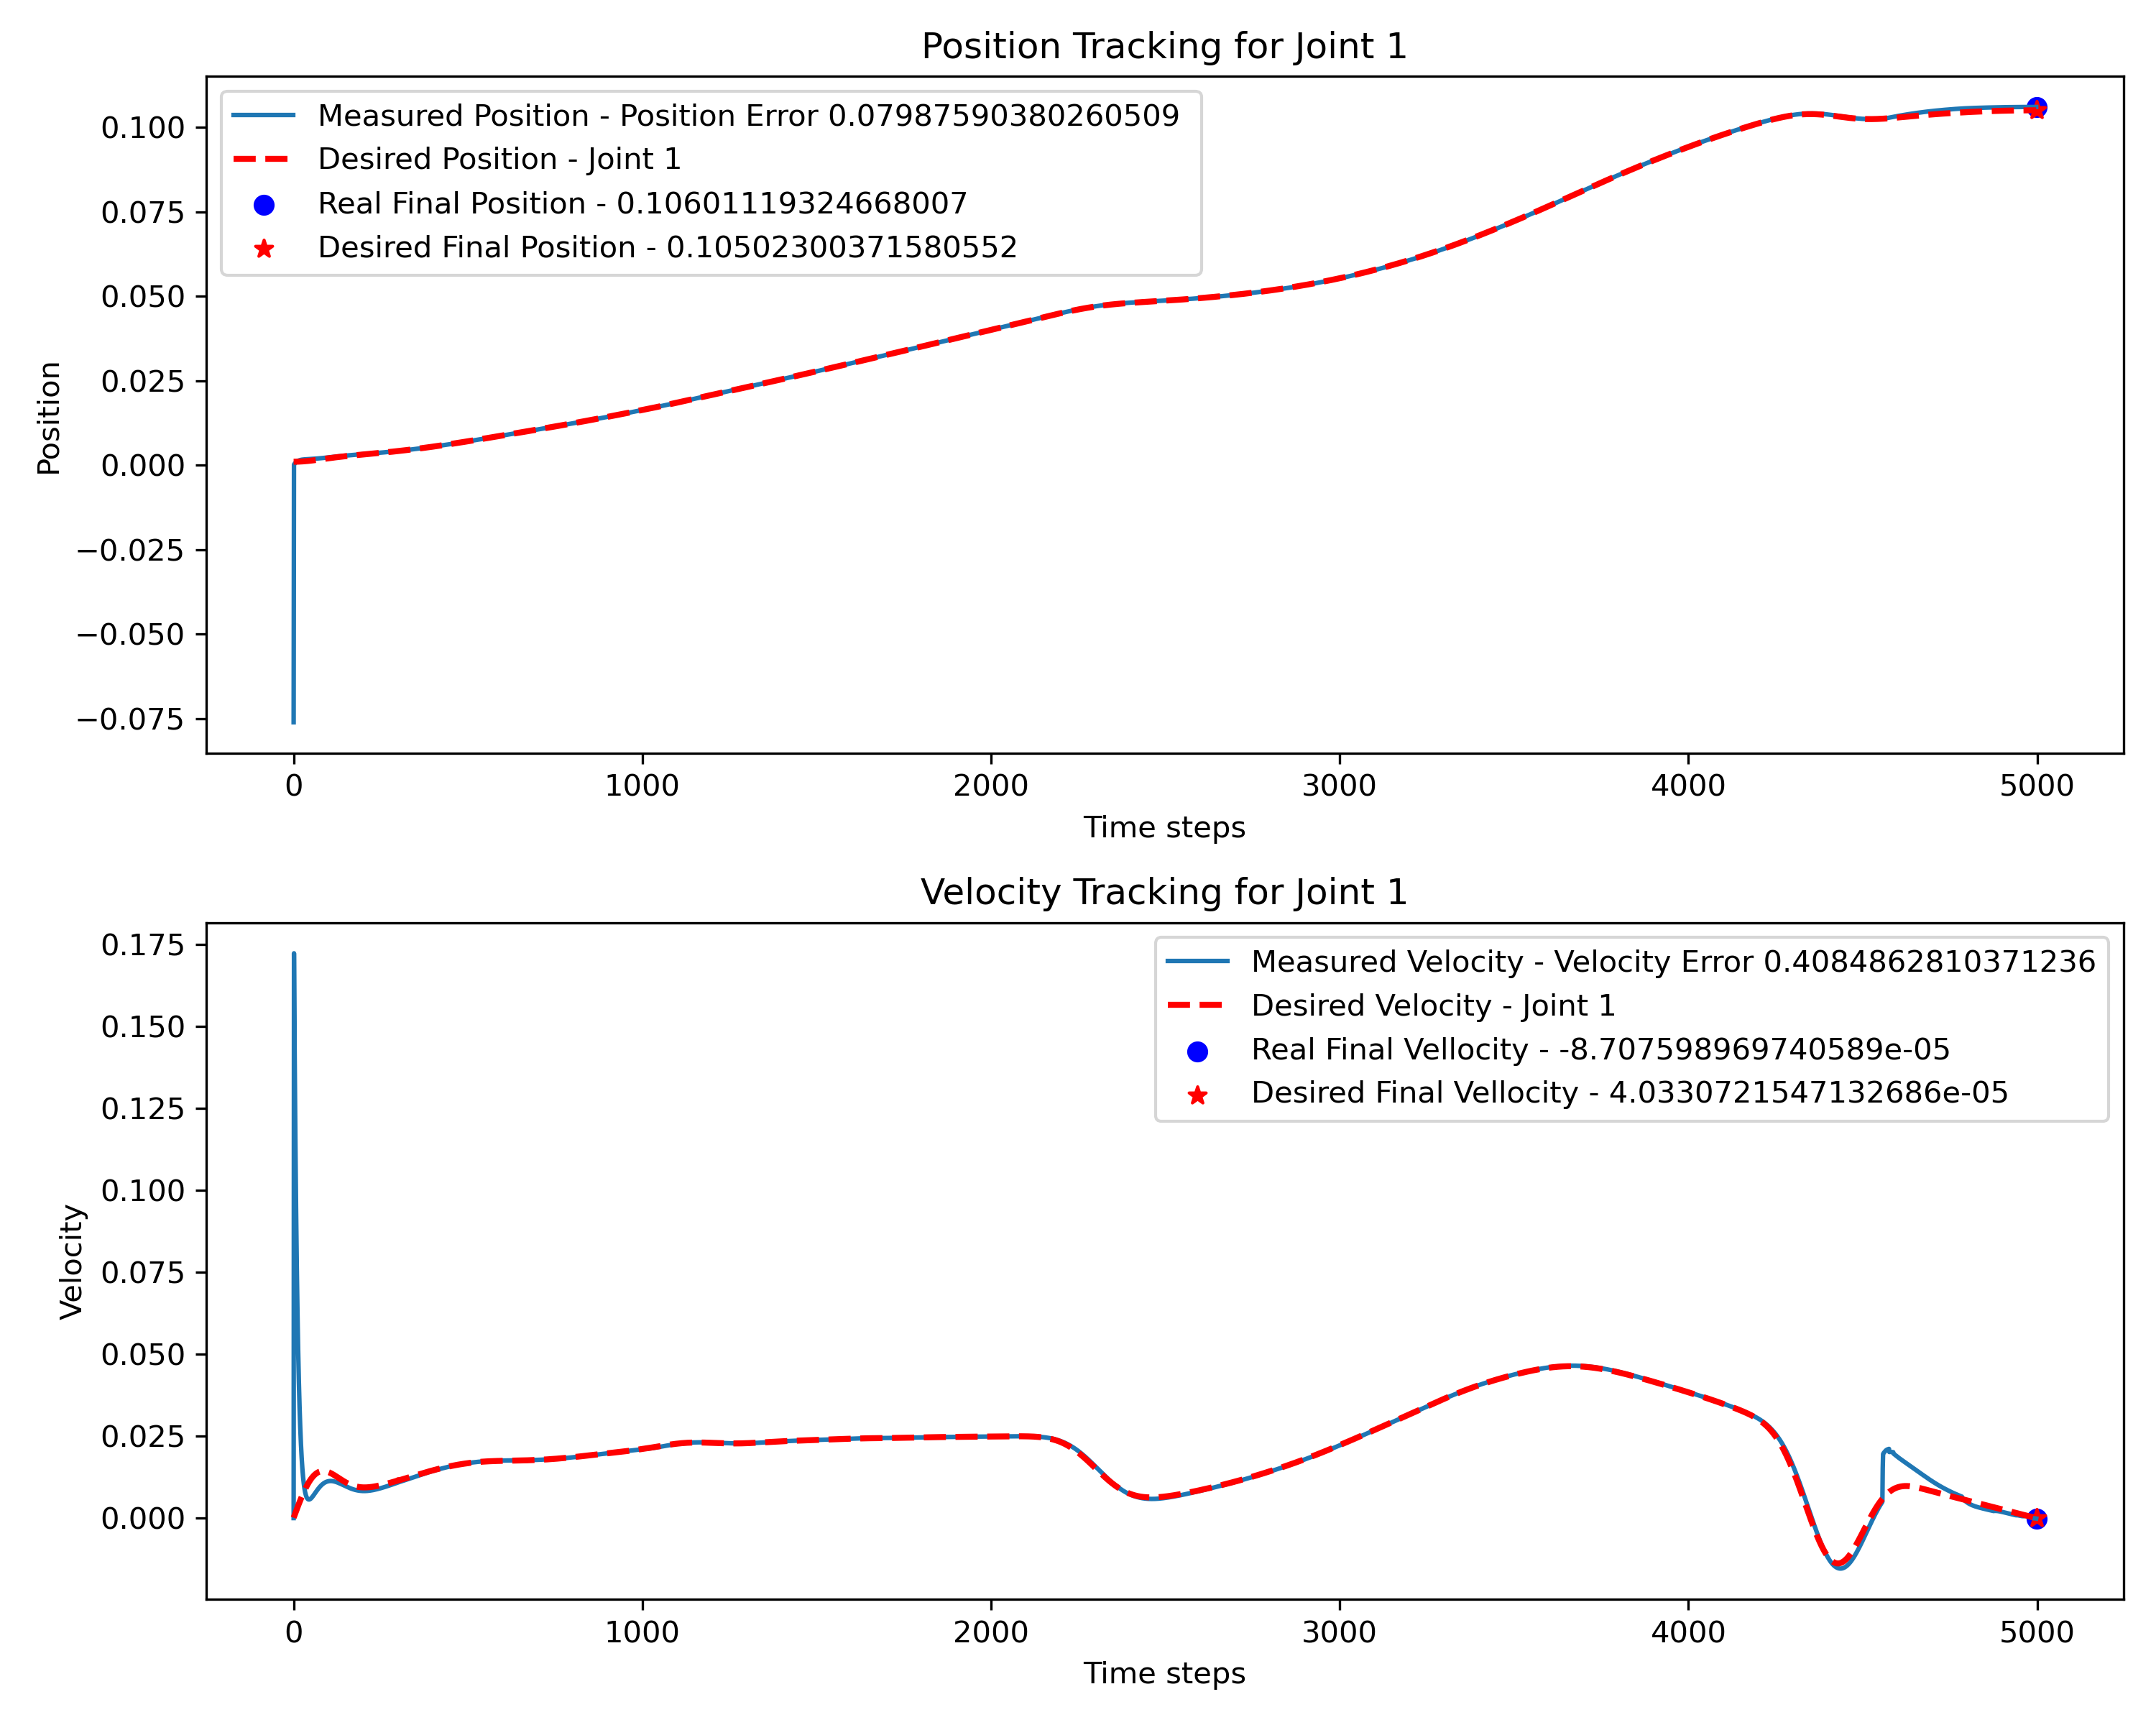 Position Tracking for Joint 1
Measured Position - Position Error 0.07987590380260509
Desired Position - Joint 1
Real Final Position - 0.10601119324668007
Desired Final Position - 0.10502300371580552
0.100
0.075
0.050
0.025
0.000
−0.025
−0.050
−0.075
Position
0 1000 2000 3000 4000 5000
Time steps
Velocity Tracking for Joint 1
Measured Velocity - Velocity Error 0.4084862810371236
Desired Velocity - Joint 1
Real Final Vellocity - -8.707598969740589e-05
Desired Final Vellocity - 4.0330721547132686e-05
0.175
0.150
0.125
0.100
0.075
0.050
0.025
0.000
Velocity
0 1000 2000 3000 4000 5000
Time steps